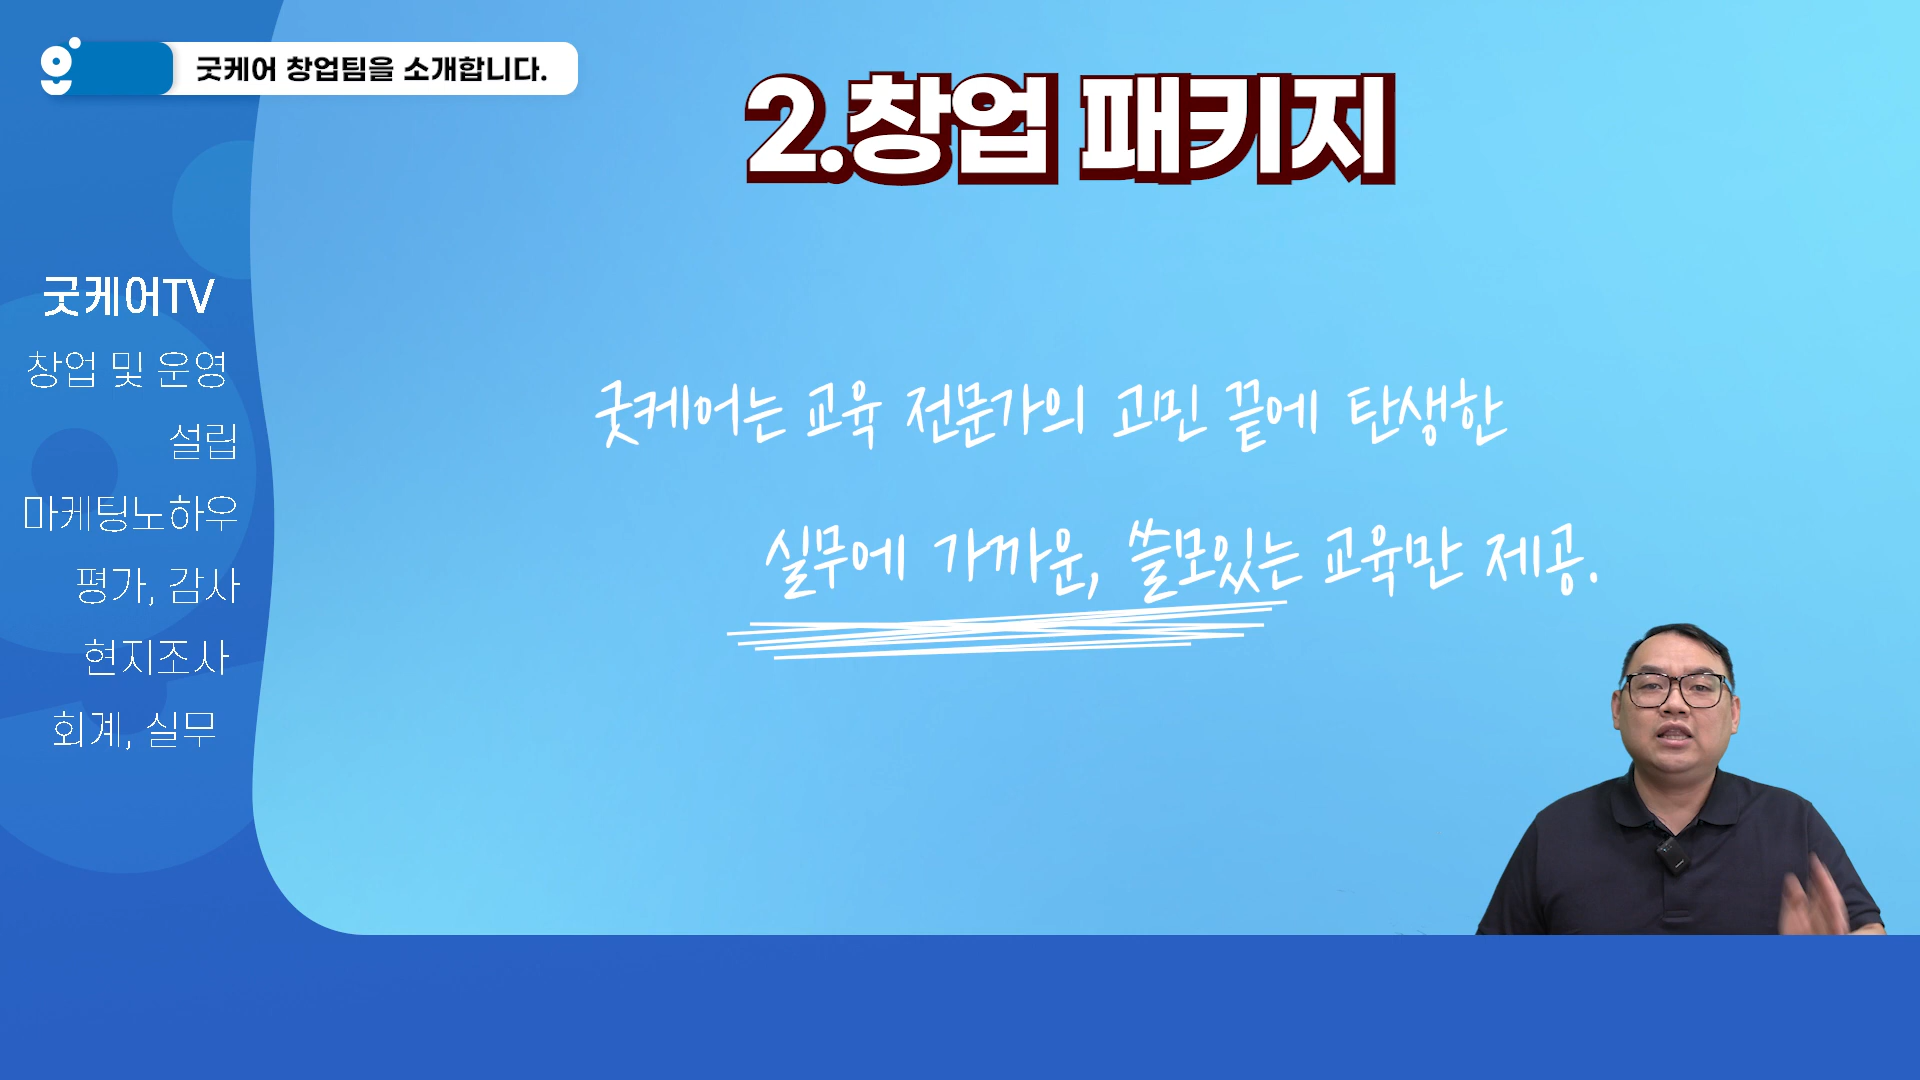 굿케어 창업팀을 소개합니다.
2.창업 패키지
굿케어TV
창업 및 운영
설립
마케팅노하우
평가, 감사
현지조사
회계, 실무
굿케어는 교육 전문가의 고민 끝에 탄생한
실무에 가까운, 쓸모있는 교육만 제공.